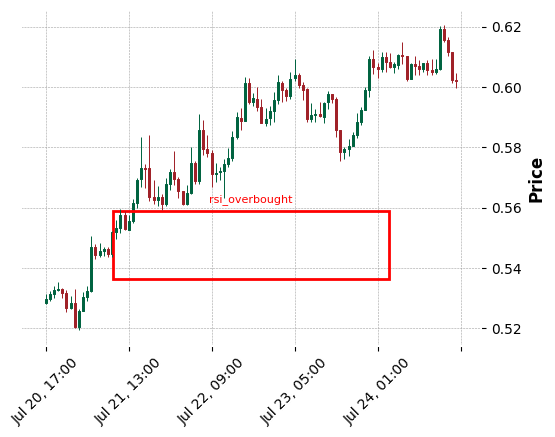 0.62
0.60
0.58
rsi_overbought
0.56
0.54
0.52
Price
Jul 20, 17:00
Jul 21, 13:00
Jul 22, 09:00
Jul 23, 05:00
Jul 24, 01:00